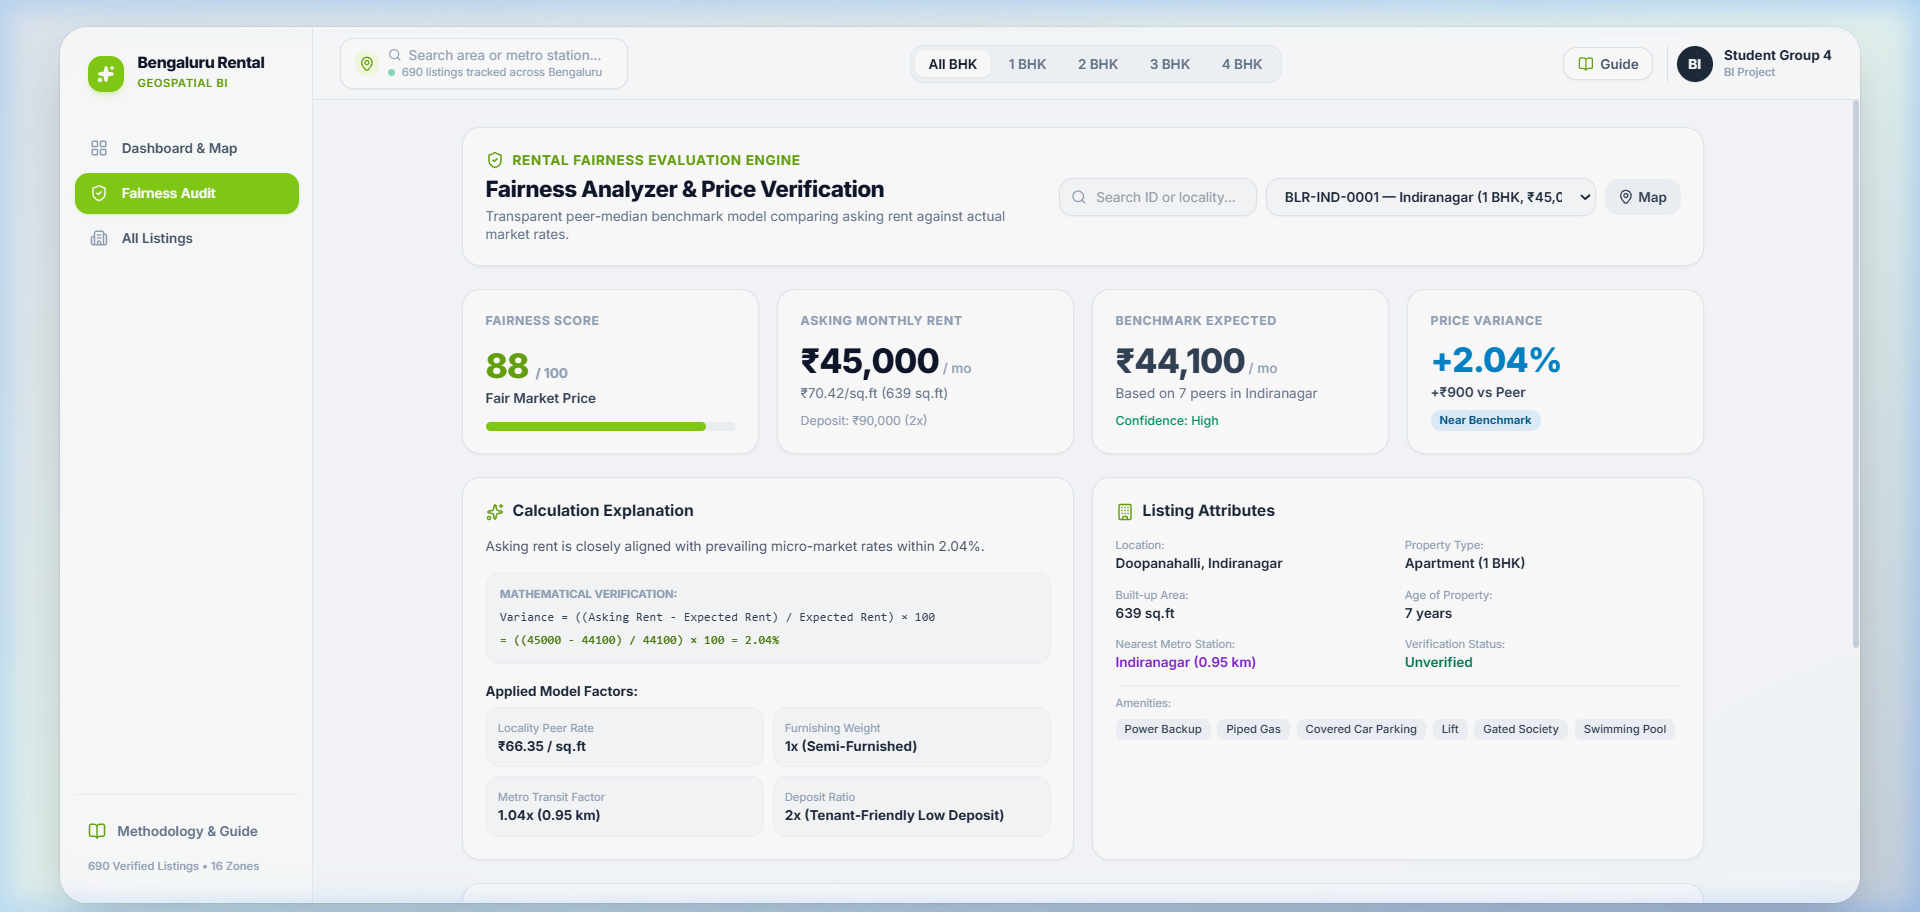 Bengaluru Rental
GEOSPATIAL BI
Dashboard & Map
Fairness Audit
All Listings
Methodology & Guide
690 Verified Listings • 16 Zones
Search area or metro station...
690 listings tracked across Bengaluru
All BHK 1 BHK 2 BHK 3 BHK 4 BHK
Guide
BI
Student Group 4
BI Project
RENTAL FAIRNESS EVALUATION ENGINE
Fairness Analyzer & Price Verification
Transparent peer-median benchmark model comparing asking rent against actual
market rates.
Search ID or locality...
BLR-IND-0001 — Indiranagar (1 BHK, ₹45,0
Map
FAIRNESS SCORE
88 / 100
Fair Market Price
ASKING MONTHLY RENT
₹45,000 / mo
₹70.42/sq.ft (639 sq.ft)
Deposit: ₹90,000 (2x)
BENCHMARK EXPECTED
₹44,100 / mo
Based on 7 peers in Indiranagar
Confidence: High
PRICE VARIANCE
+2.04%
+₹900 vs Peer
Near Benchmark
Calculation Explanation
Asking rent is closely aligned with prevailing micro-market rates within 2.04%.
MATHEMATICAL VERIFICATION:
Variance = ((Asking Rent - Expected Rent) / Expected Rent) × 100
= ((45000 - 44100) / 44100) × 100 = 2.04%
Applied Model Factors:
Locality Peer Rate
₹66.35 / sq.ft
Furnishing Weight
1x (Semi-Furnished)
Metro Transit Factor
1.04x (0.95 km)
Deposit Ratio
2x (Tenant-Friendly Low Deposit)
Listing Attributes
Location:
Doopanahalli, Indiranagar
Property Type:
Apartment (1 BHK)
Built-up Area:
639 sq.ft
Age of Property:
7 years
Nearest Metro Station:
Indiranagar (0.95 km)
Verification Status:
Unverified
Amenities:
Power Backup Piped Gas Covered Car Parking Lift Gated Society Swimming Pool